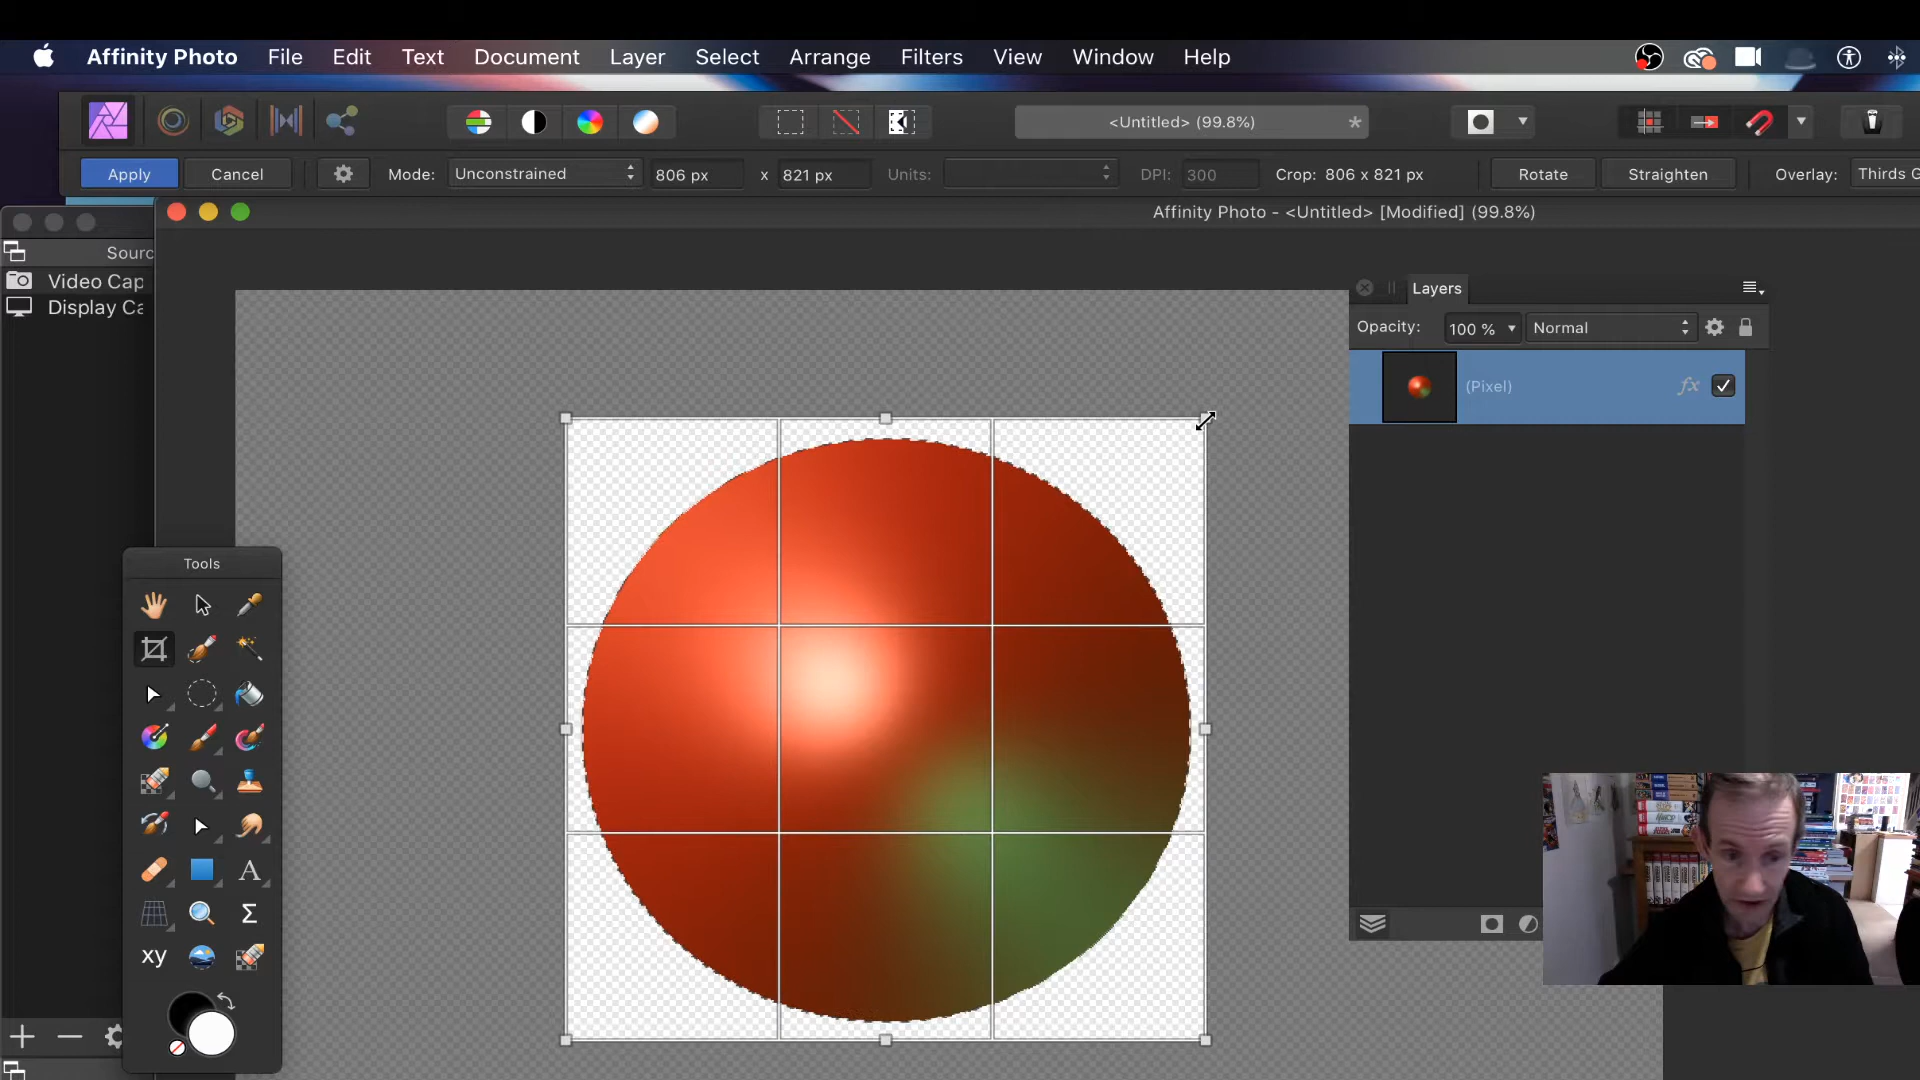 Affinity Photo File Edit Text Document Layer Select Arrange Filters View Window Help
<Untitled> (99.8%) *
Apply Cancel Mode: Unconstrained 806 px x 821 px Units: DPI: 300 Crop: 806 x 821 px Rotate Straighten Overlay: Thirds G
Affinity Photo - <Untitled> [Modified] (99.8%)
Sourc
Video Cap
Display Ca
Layers
Opacity: 100 % Normal
(Pixel) fx
Tools
A
Σ
xy